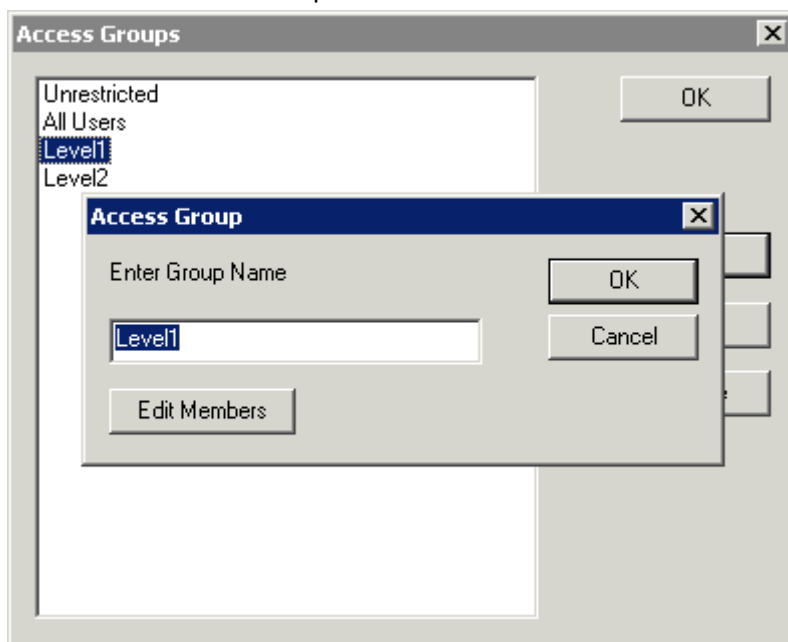 Access Groups
OK
Unrestricted
All Users
Level1
Level2
Access Group
Enter Group Name
OK
Level1
Cancel
Edit Members